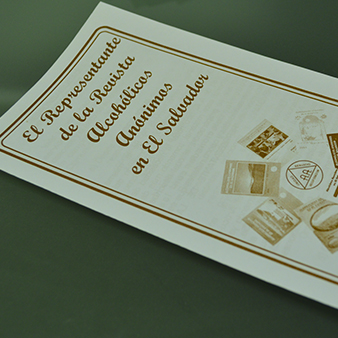 El Representante
de la Revista
Alcohólicos
Anónimos
en El Salvador